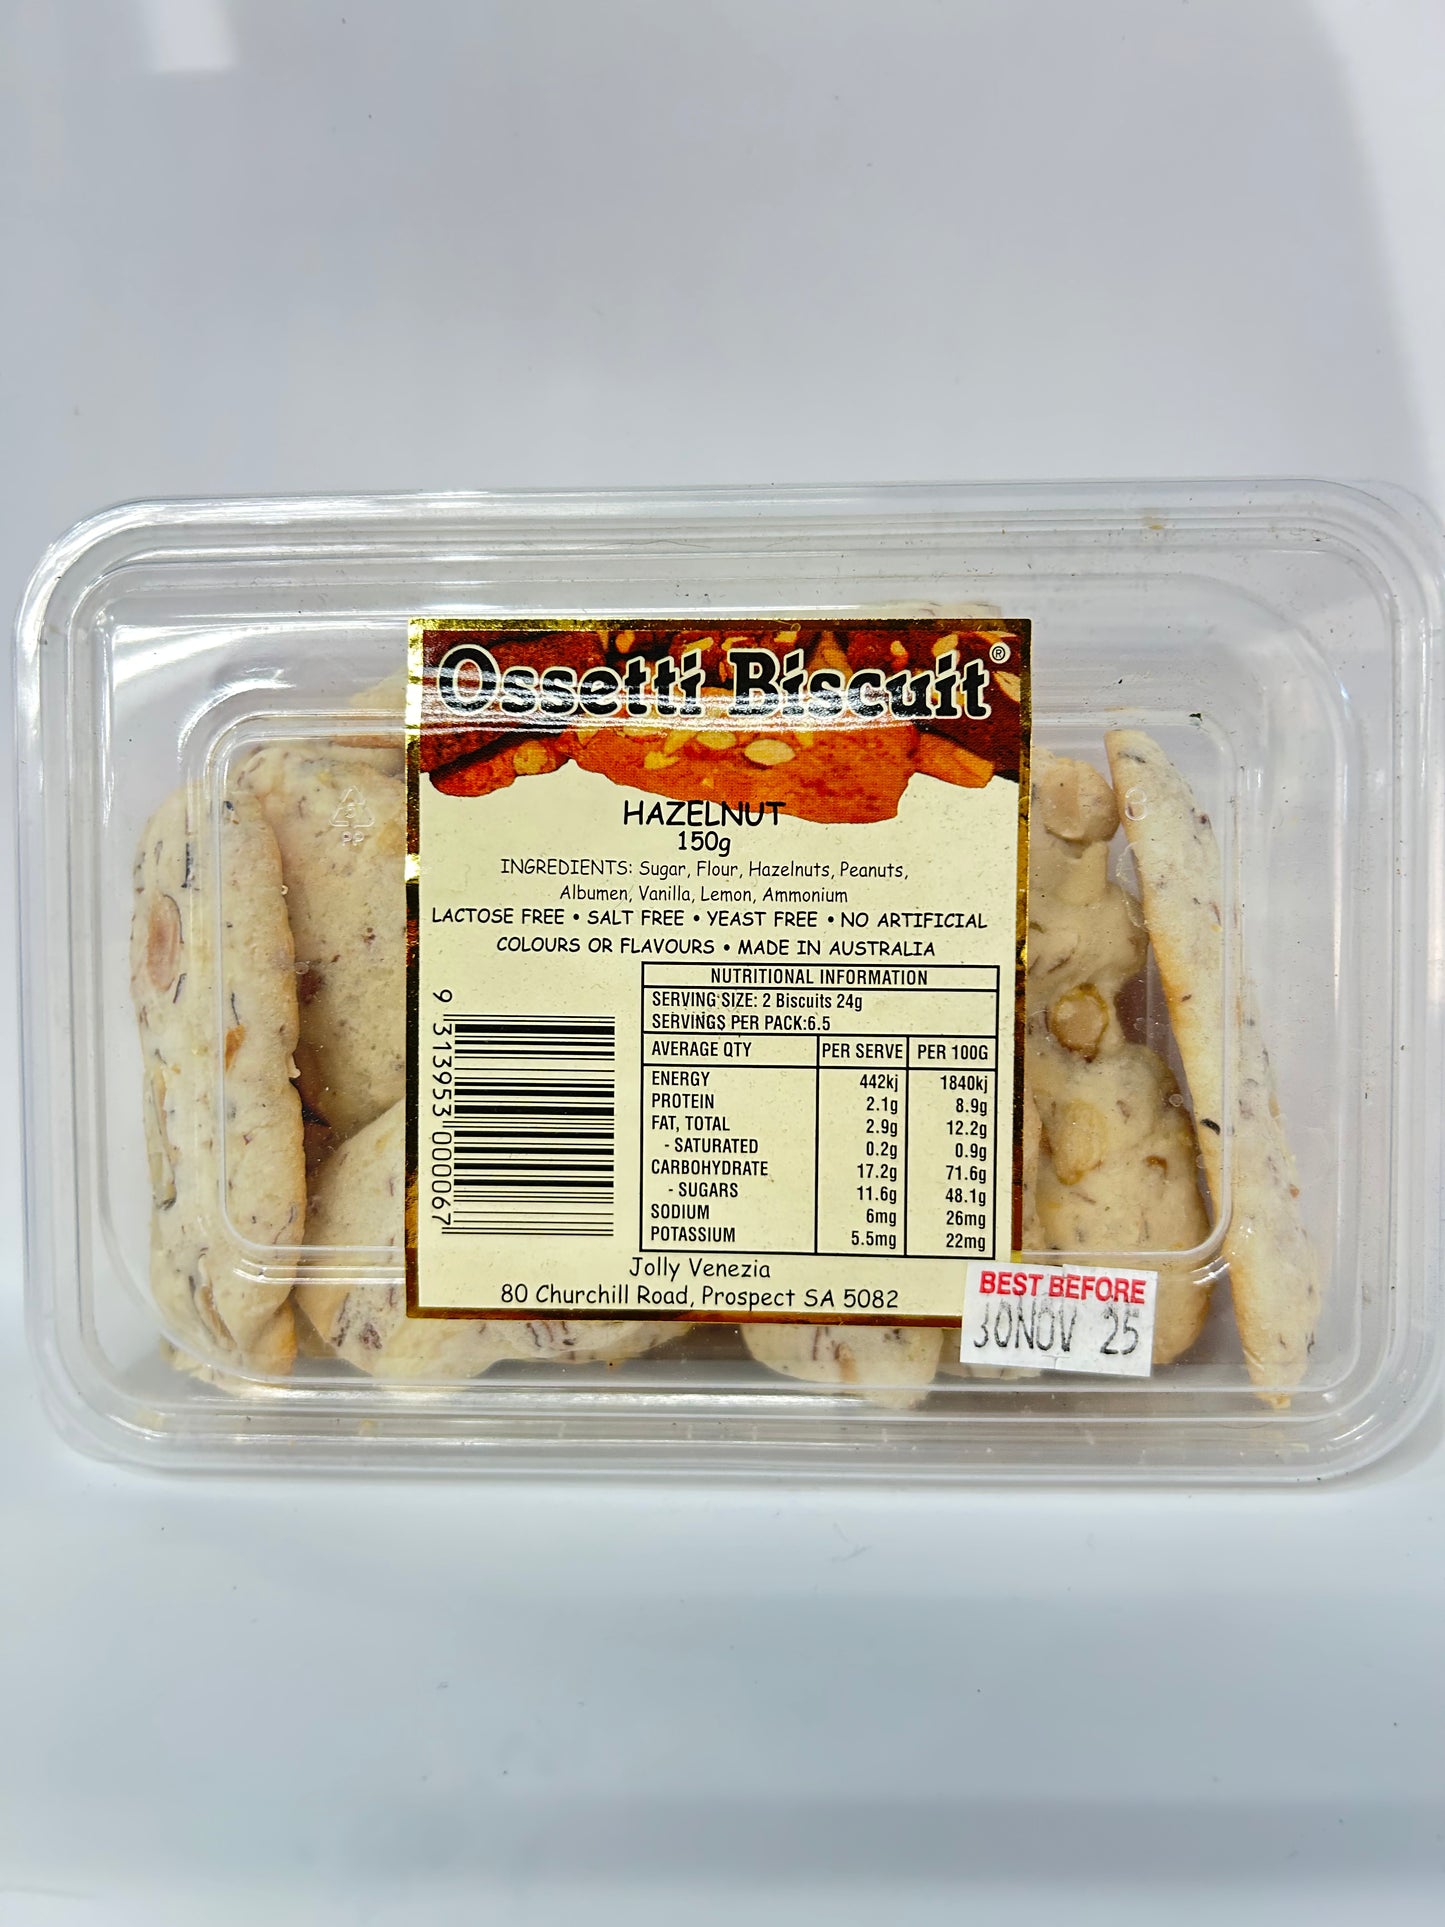 Ossetti Biscuit®
HAZELNUT
150g
INGREDIENTS: Sugar, Flour, Hazelnuts, Peanuts,
Albumen, Vanilla, Lemon, Ammonium
LACTOSE FREE • SALT FREE • YEAST FREE • NO ARTIFICIAL
COLOURS OR FLAVOURS • MADE IN AUSTRALIA
NUTRITIONAL INFORMATION
SERVING SIZE: 2 Biscuits 24g
SERVINGS PER PACK:6.5
AVERAGE QTY PER SERVE PER 100G
ENERGY 442kj 1840kj
PROTEIN 2.1g 8.9g
FAT, TOTAL 2.9g 12.2g
- SATURATED 0.2g 0.9g
CARBOHYDRATE 17.2g 71.6g
- SUGARS 11.6g 48.1g
SODIUM 6mg 26mg
POTASSIUM 5.5mg 22mg
9 313953 000067
Jolly Venezia
80 Churchill Road, Prospect SA 5082
BEST BEFORE
30NOV 25
5
PP
8